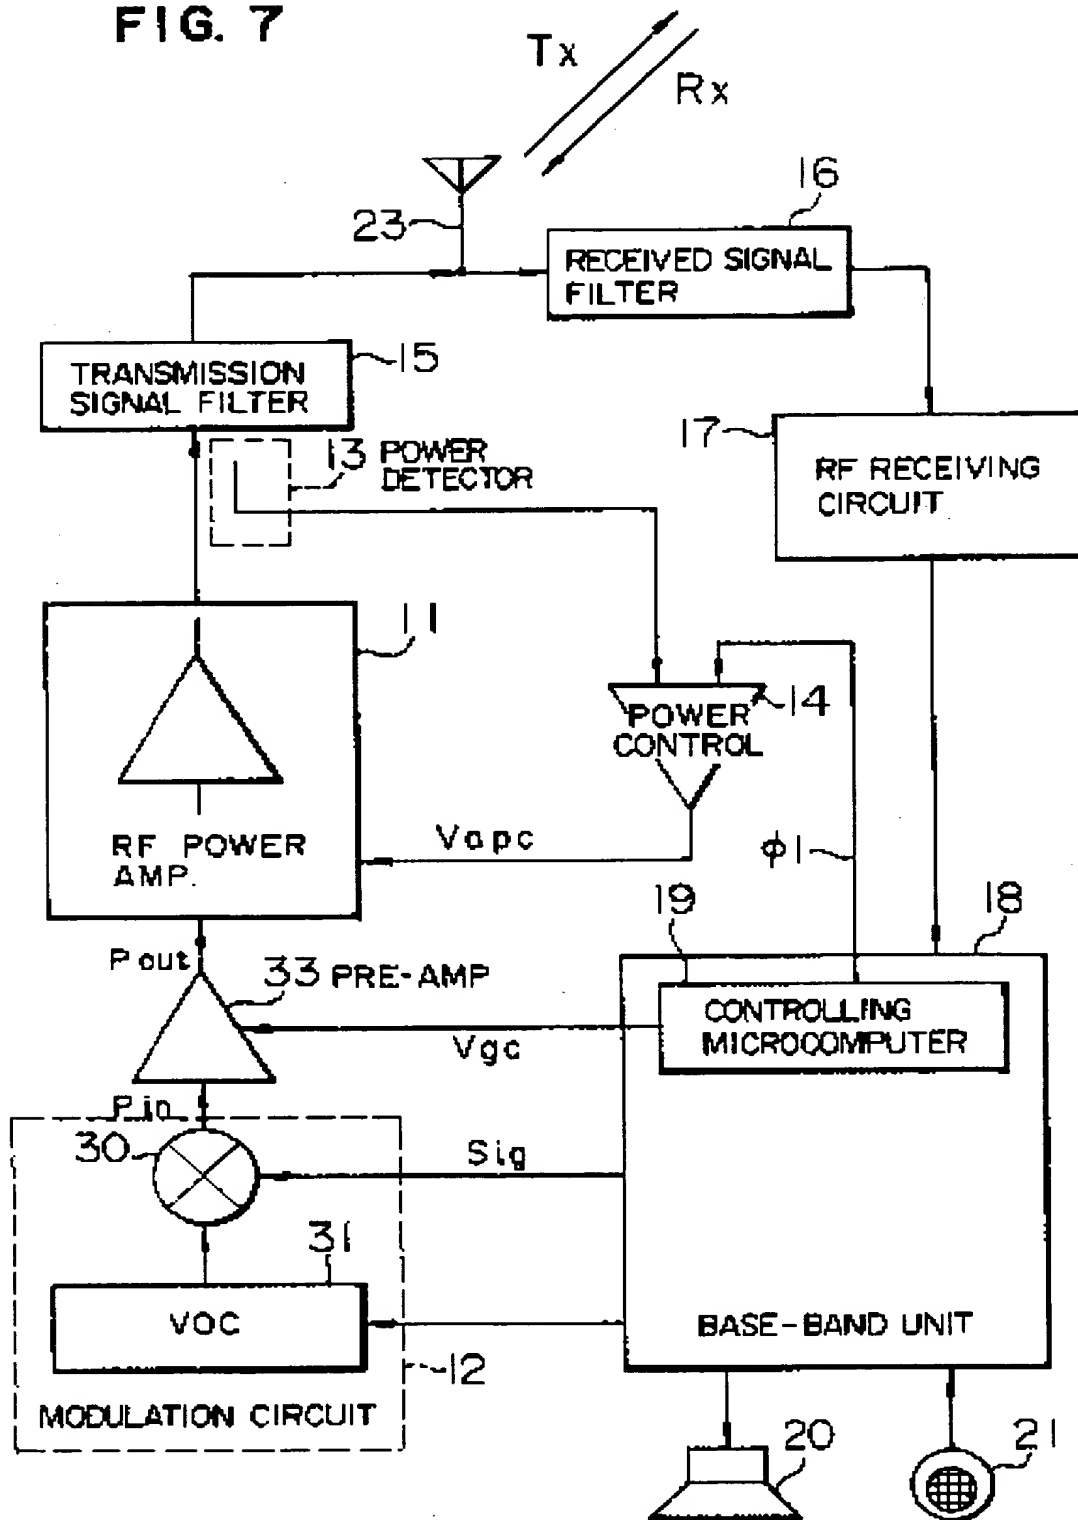 FIG. 7
Tx
Rx
16
23
RECEIVED SIGNAL
FILTER
15
TRANSMISSION
SIGNAL FILTER
17
13 POWER
DETECTOR
RF RECEIVING
CIRCUIT
11
14
POWER
CONTROL
Vapc
ϕ1
RF POWER
AMP.
19
18
Pout
33 PRE-AMP
CONTROLLING
MICROCOMPUTER
Vgc
Pin
30
Sig
31
VOC
BASE-BAND UNIT
12
MODULATION CIRCUIT
20
21